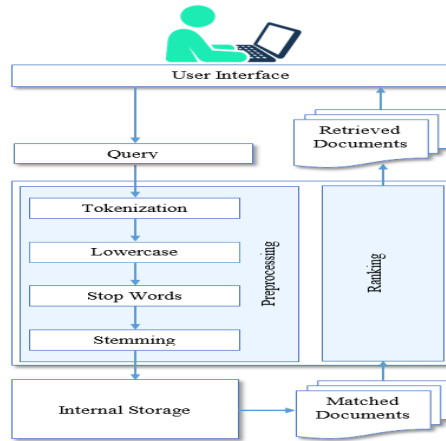 User Interface
Retrieved
Documents
Query
Tokenization
Lowercase
Stop Words
Stemming
Preprocessing
Ranking
Internal Storage
Matched
Documents